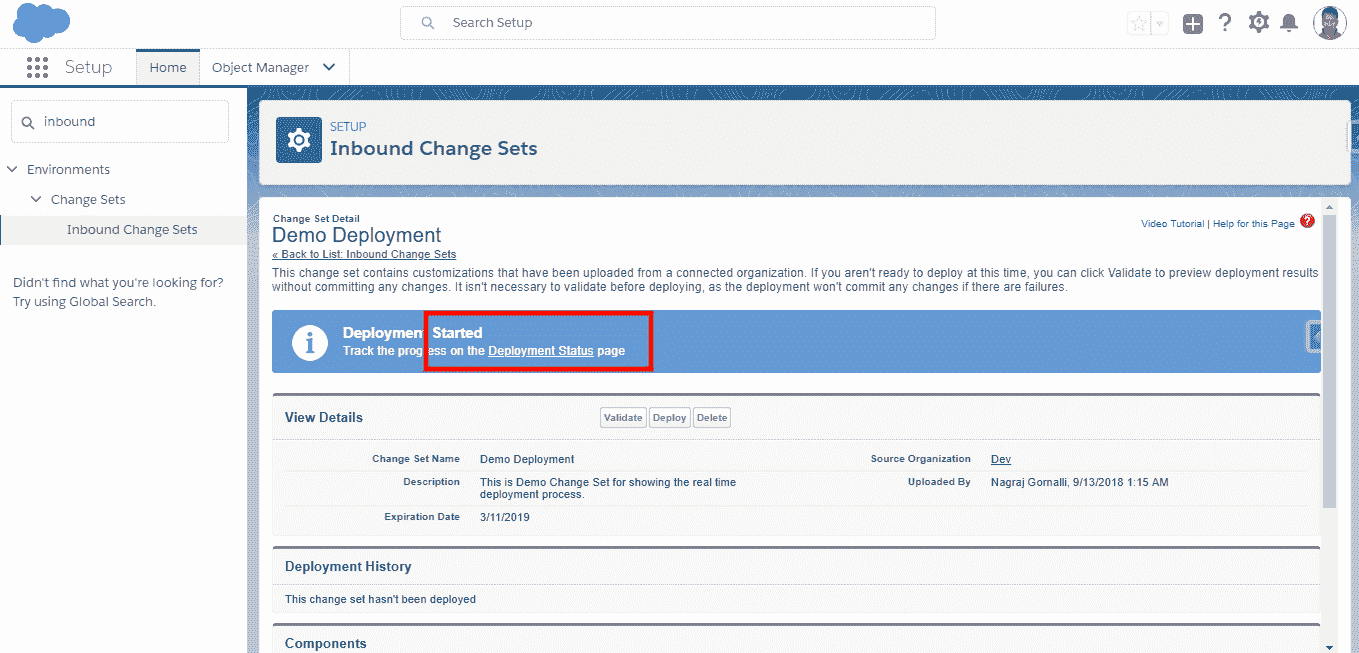 Search Setup
Setup
Home
Object Manager
inbound
Environments
Change Sets
Inbound Change Sets
Didn't find what you're looking for?
Try using Global Search.
SETUP
Inbound Change Sets
Change Set Detail
Demo Deployment
« Back to List: Inbound Change Sets
Video Tutorial | Help for this Page
This change set contains customizations that have been uploaded from a connected organization. If you aren't ready to deploy at this time, you can click Validate to preview deployment results
without committing any changes. It isn't necessary to validate before deploying, as the deployment won't commit any changes if there are failures.
Deployment Started
Track the progress on the Deployment Status page
View Details
Validate Deploy Delete
Change Set Name Demo Deployment Source Organization Dev
Description This is Demo Change Set for showing the real time Uploaded By Nagraj Gornalli, 9/13/2018 1:15 AM
deployment process.
Expiration Date 3/11/2019
Deployment History
This change set hasn't been deployed
Components